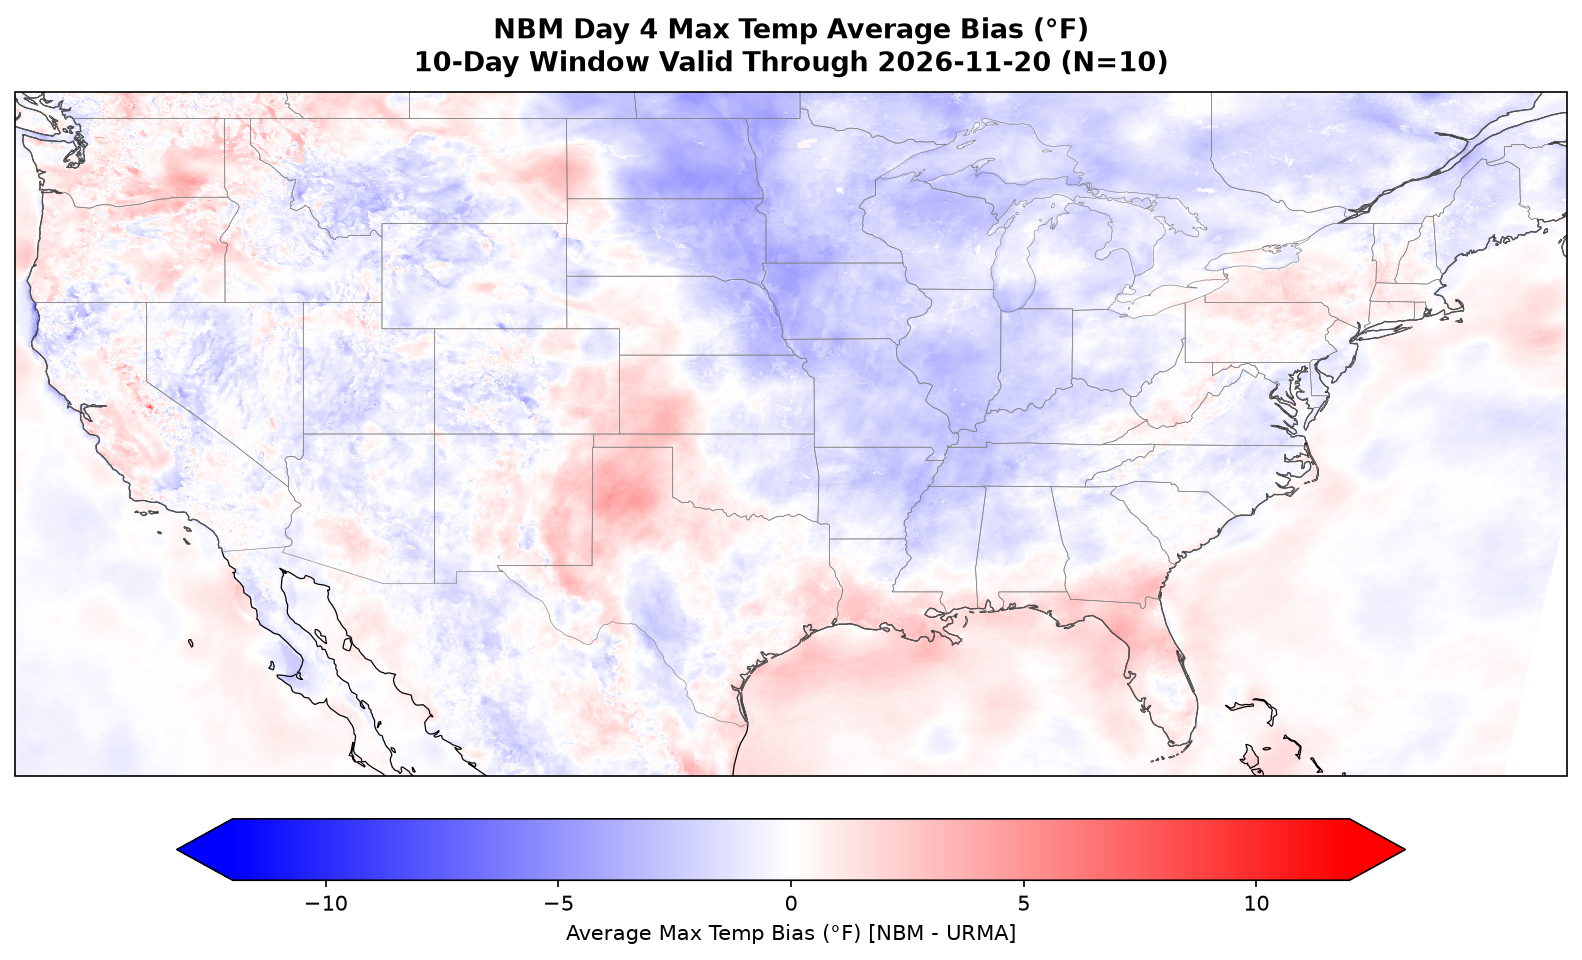 NBM Day 4 Max Temp Average Bias (°F)
10-Day Window Valid Through 2026-11-20 (N=10)
−10 −5 0 5 10
Average Max Temp Bias (°F) [NBM - URMA]